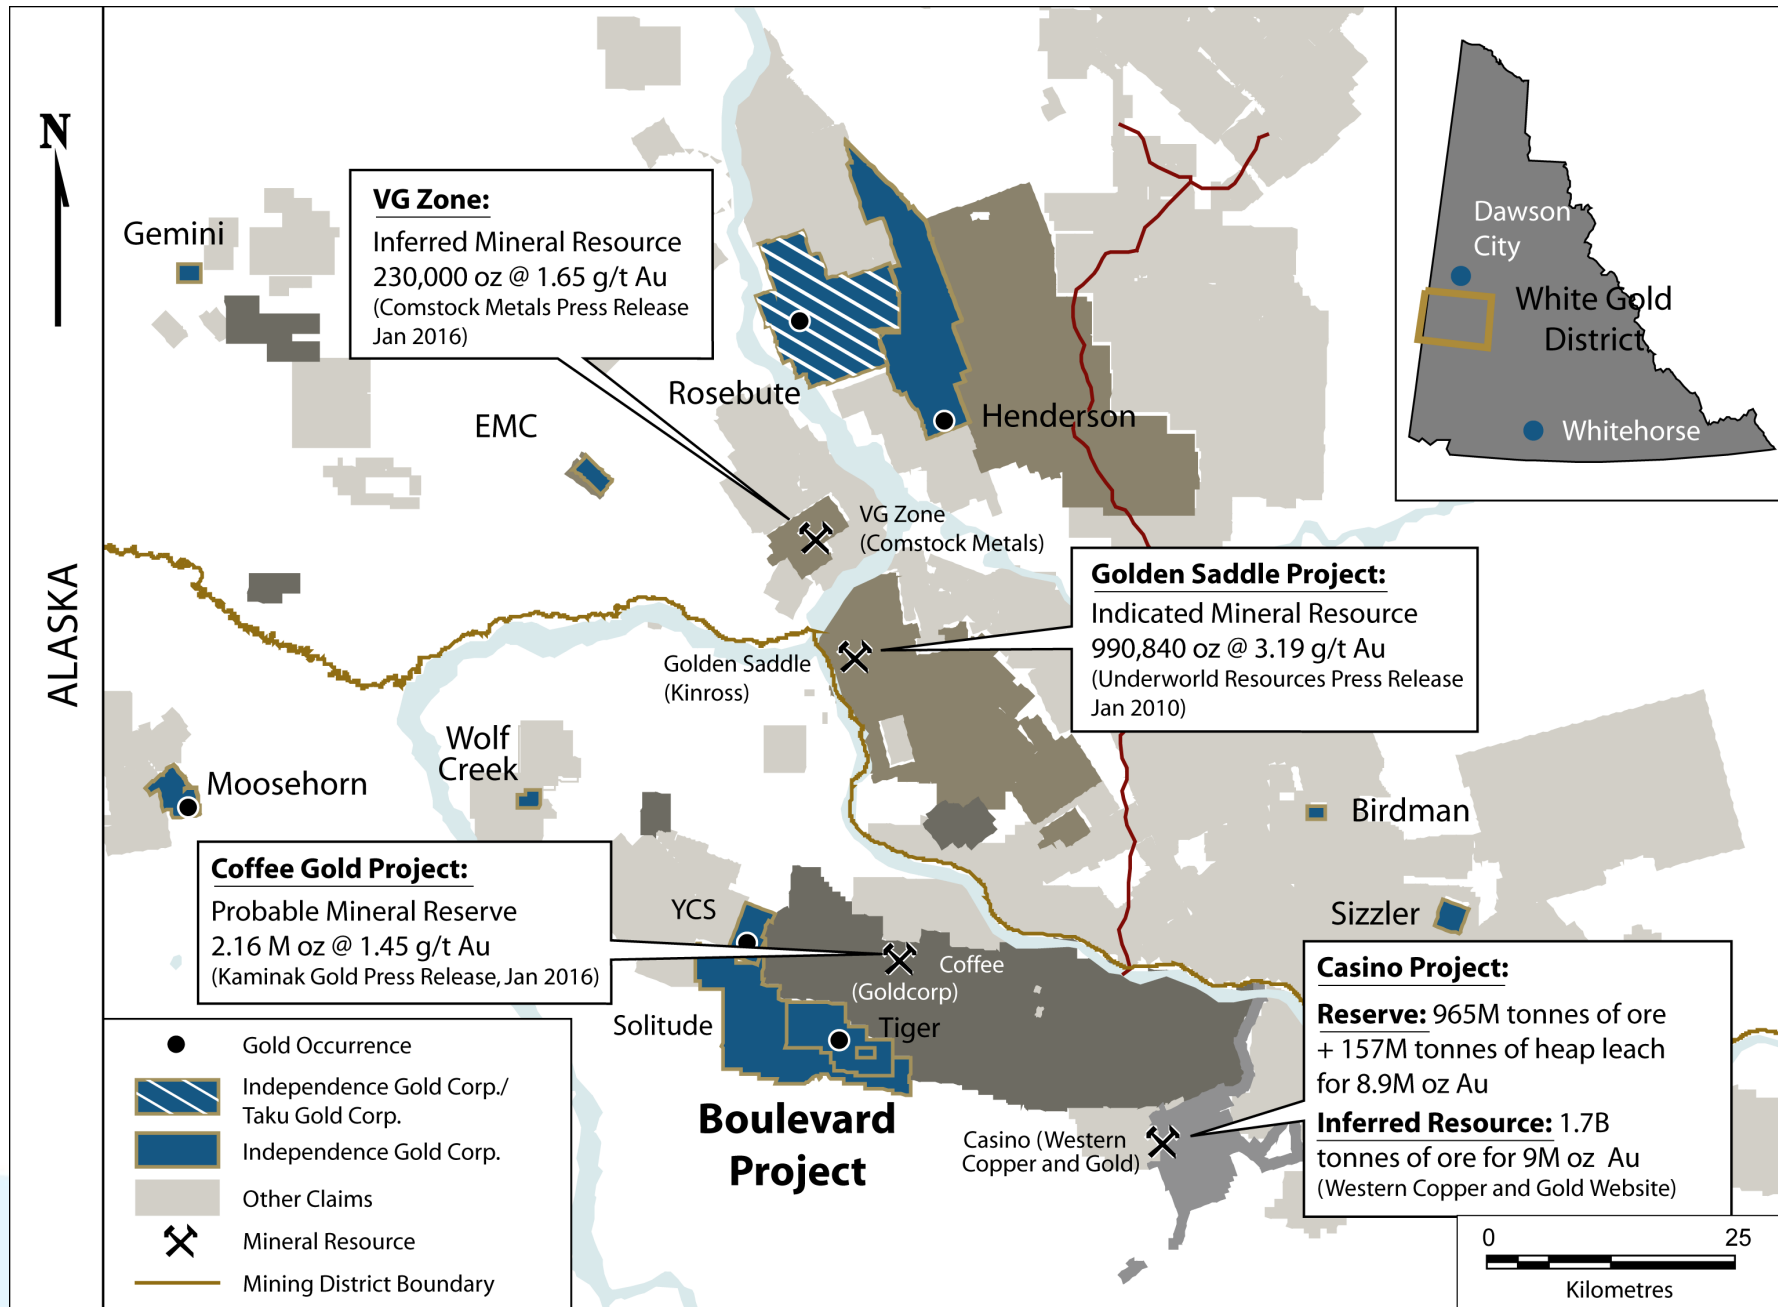 N
ALASKA
Gemini
VG Zone:
Inferred Mineral Resource
230,000 oz @ 1.65 g/t Au
(Comstock Metals Press Release
Jan 2016)
Dawson
City
White Gold
District
Whitehorse
Rosebute
Henderson
EMC
VG Zone
(Comstock Metals)
Golden Saddle Project:
Indicated Mineral Resource
990,840 oz @ 3.19 g/t Au
(Underworld Resources Press Release
Jan 2010)
Golden Saddle
(Kinross)
Wolf
Creek
Moosehorn
Birdman
Coffee Gold Project:
Probable Mineral Reserve
2.16 M oz @ 1.45 g/t Au
(Kaminak Gold Press Release, Jan 2016)
YCS
Sizzler
Coffee
(Goldcorp)
Solitude
Tiger
Boulevard
Project
Casino (Western
Copper and Gold)
Casino Project:
Reserve: 965M tonnes of ore
+ 157M tonnes of heap leach
for 8.9M oz Au
Inferred Resource: 1.7B
tonnes of ore for 9M oz Au
(Western Copper and Gold Website)
Gold Occurrence
Independence Gold Corp./
Taku Gold Corp.
Independence Gold Corp.
Other Claims
Mineral Resource
Mining District Boundary
0 25
Kilometres